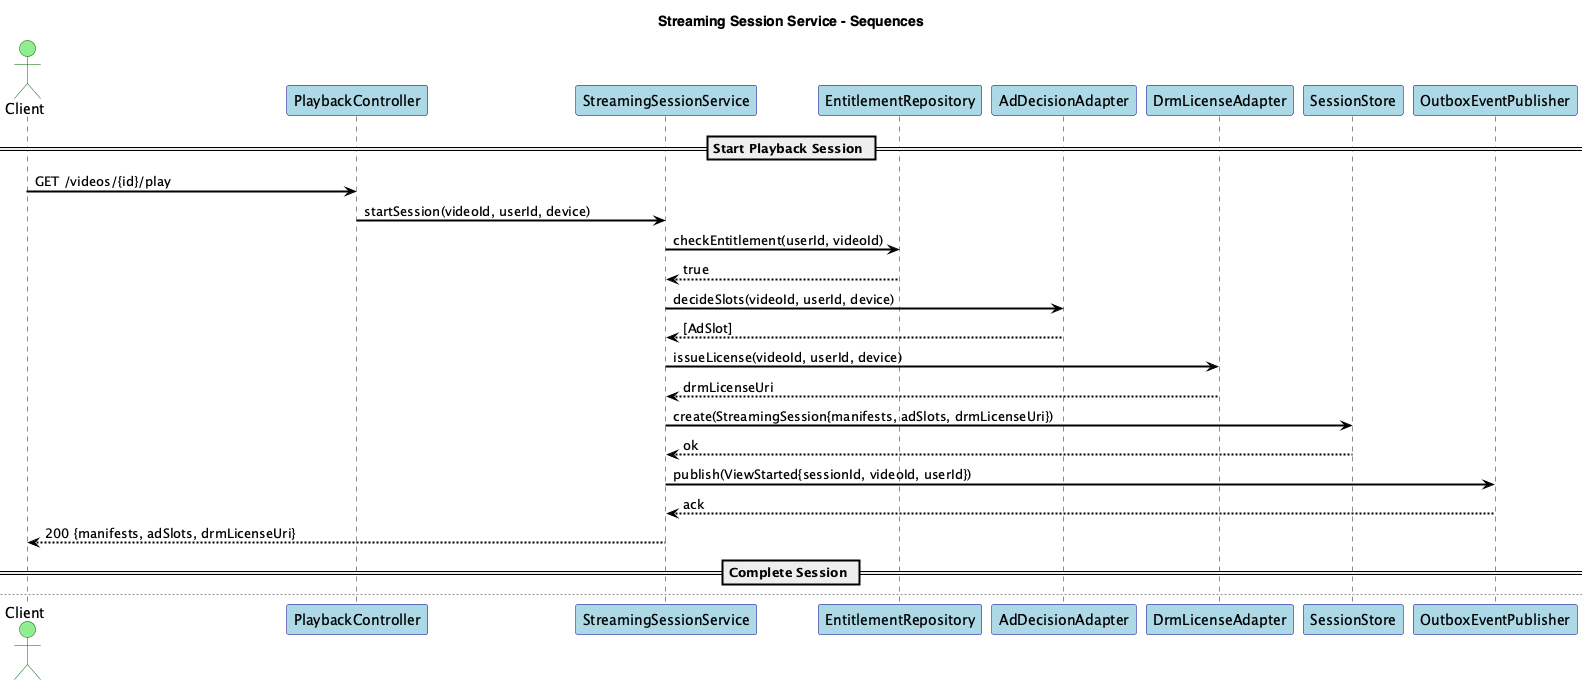 Streaming Session Service - Sequences
Client
PlaybackController
StreamingSessionService
EntitlementRepository
AdDecisionAdapter
DrmLicenseAdapter
SessionStore
OutboxEventPublisher
Start Playback Session
GET /videos/{id}/play
startSession(videoId, userId, device)
checkEntitlement(userId, videoId)
true
decideSlots(videoId, userId, device)
[AdSlot]
issueLicense(videoId, userId, device)
drmLicenseUri
create(StreamingSession{manifests, adSlots, drmLicenseUri})
ok
publish(ViewStarted{sessionId, videoId, userId})
ack
200 {manifests, adSlots, drmLicenseUri}
Complete Session
Client
PlaybackController
StreamingSessionService
EntitlementRepository
AdDecisionAdapter
DrmLicenseAdapter
SessionStore
OutboxEventPublisher